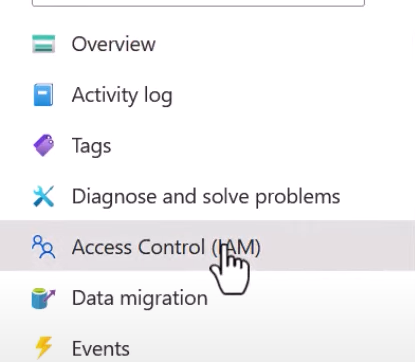 Overview
Activity log
Tags
Diagnose and solve problems
Access Control (IAM)
Data migration
Events